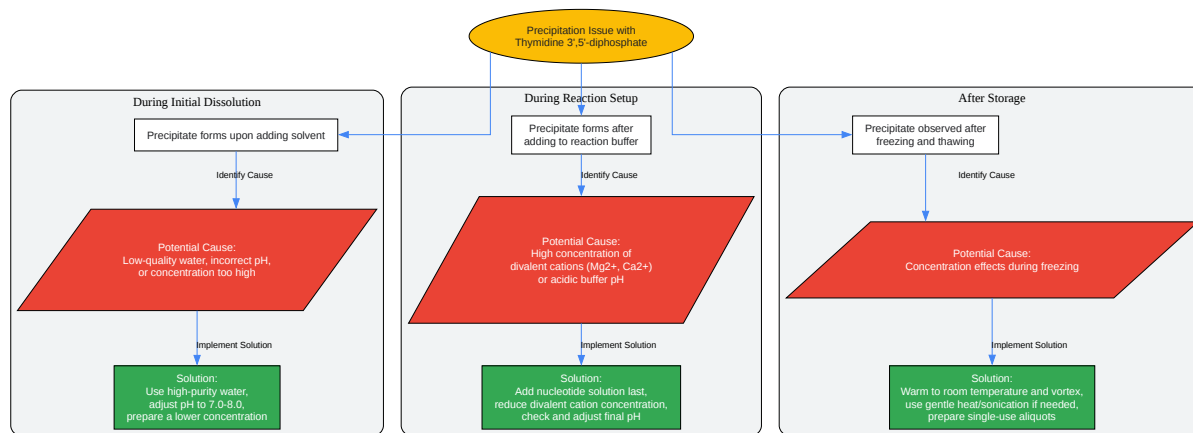 Precipitation Issue with
Thymidine 3',5'-diphosphate
During Initial Dissolution
Precipitate forms upon adding solvent
Identify Cause
Potential Cause:
Low-quality water, incorrect pH,
or concentration too high
Implement Solution
Solution:
Use high-purity water,
adjust pH to 7.0-8.0,
prepare a lower concentration
During Reaction Setup
Precipitate forms after
adding to reaction buffer
Identify Cause
Potential Cause:
High concentration of
divalent cations (Mg2+, Ca2+)
or acidic buffer pH
Implement Solution
Solution:
Add nucleotide solution last,
reduce divalent cation concentration,
check and adjust final pH
After Storage
Precipitate observed after
freezing and thawing
Identify Cause
Potential Cause:
Concentration effects during freezing
Implement Solution
Solution:
Warm to room temperature and vortex,
use gentle heat/sonication if needed,
prepare single-use aliquots